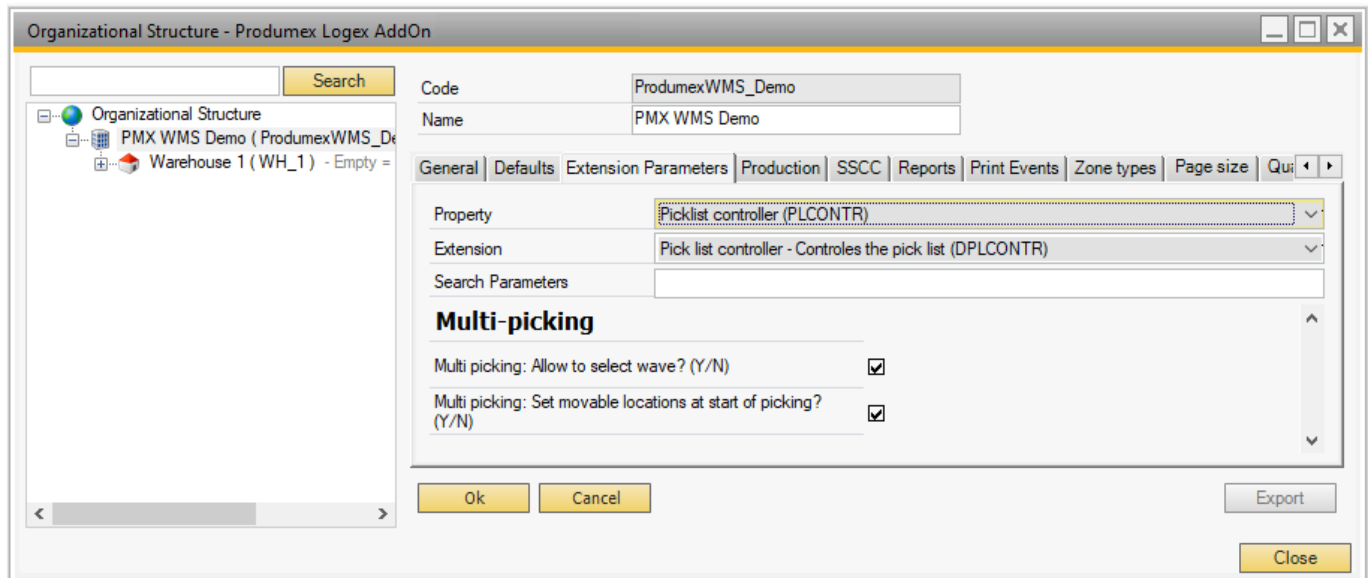 Organizational Structure - Produmex Logex AddOn
Search
Organizational Structure
PMX WMS Demo ( ProdumexWMS_De
Warehouse 1 ( WH_1 ) - Empty =
Code
ProdumexWMS_Demo
Name
PMX WMS Demo
General Defaults Extension Parameters Production SSCC Reports Print Events Zone types Page size Qua
Property
Picklist controller (PLCONTR)
Extension
Pick list controller - Controles the pick list (DPLCONTR)
Search Parameters
Multi-picking
Multi picking: Allow to select wave? (Y/N)
Multi picking: Set movable locations at start of picking?
(Y/N)
Ok Cancel Export
Close